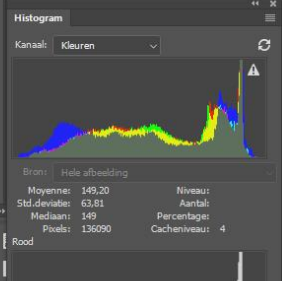 Histogram
Kanaal: Kleuren
Bron: Hele afbeelding
Moyenne: 149,20 Niveau:
Std.deviatie: 63,81 Aantal:
Mediaan: 149 Percentage:
Pixels: 136090 Cacheniveau: 4
Rood